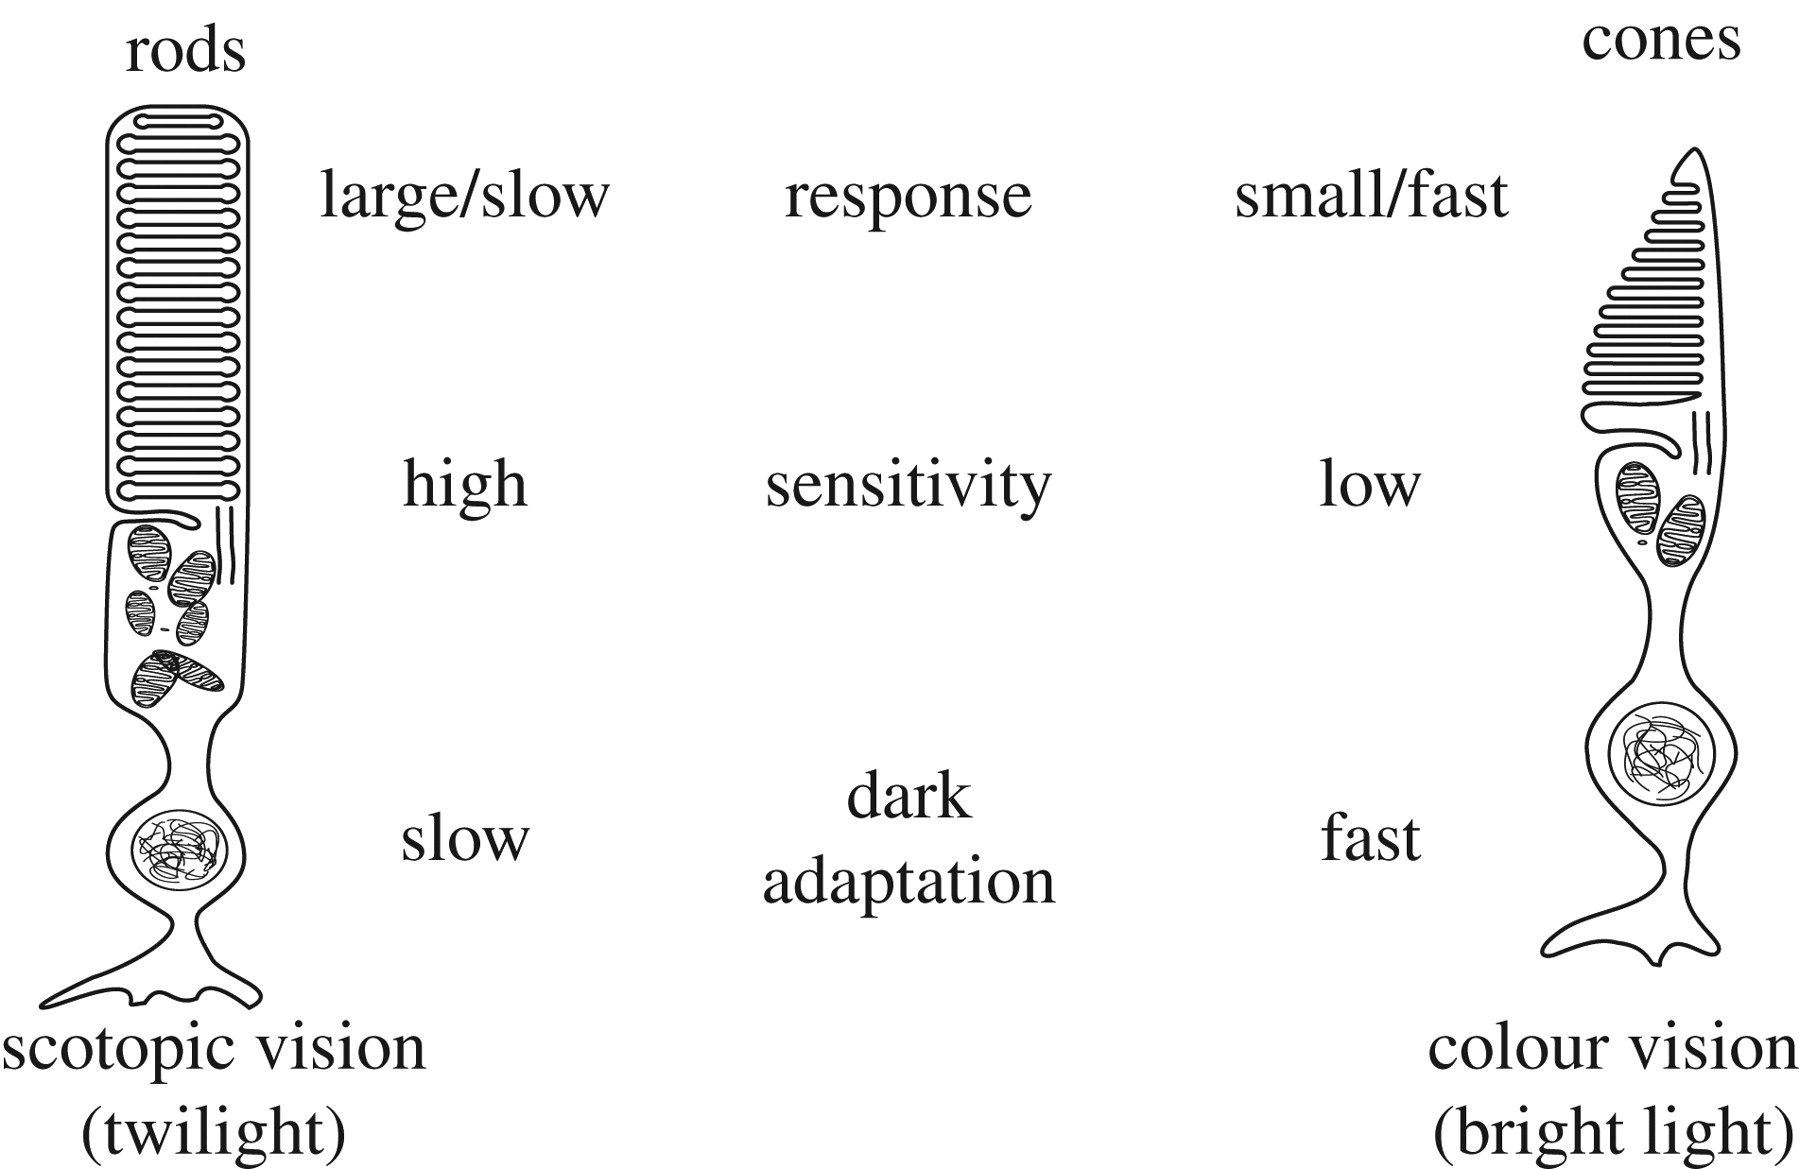 rods
cones
large/slow response small/fast
high sensitivity low
dark
slow fast
adaptation
scotopic vision
(twilight)
colour vision
(bright light)